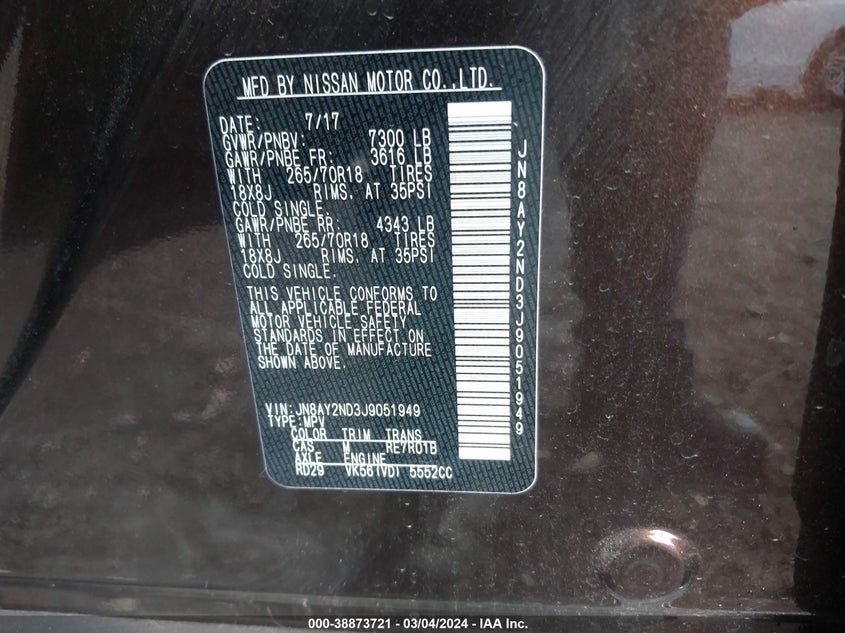 MFD BY NISSAN MOTOR CO.,LTD.
DATE: 7/17
GVWR/PNBV: 7300 LB
GAWR/PNBE FR: 3616 LB
WITH 265/70R18 TIRES
18X8J RIMS. AT 35PSI
COLD SINGLE.
GAWR/PNBE RR: 4343 LB
WITH 265/70R18 TIRES
18X8J RIMS. AT 35PSI
COLD SINGLE.
THIS VEHICLE CONFORMS TO
ALL APPLICABLE FEDERAL
MOTOR VEHICLE SAFETY
STANDARDS IN EFFECT ON
THE DATE OF MANUFACTURE
SHOWN ABOVE.
VIN:JN8AY2ND3J9051949
TYPE:MPV
COLOR TRIM TRANS
CAS M RE7R01B
AXLE ENGINE
RD29 VK56(VD) 5552CC
JN8AY2ND3J9051949
000-38873721 - 03/04/2024 - IAA Inc.